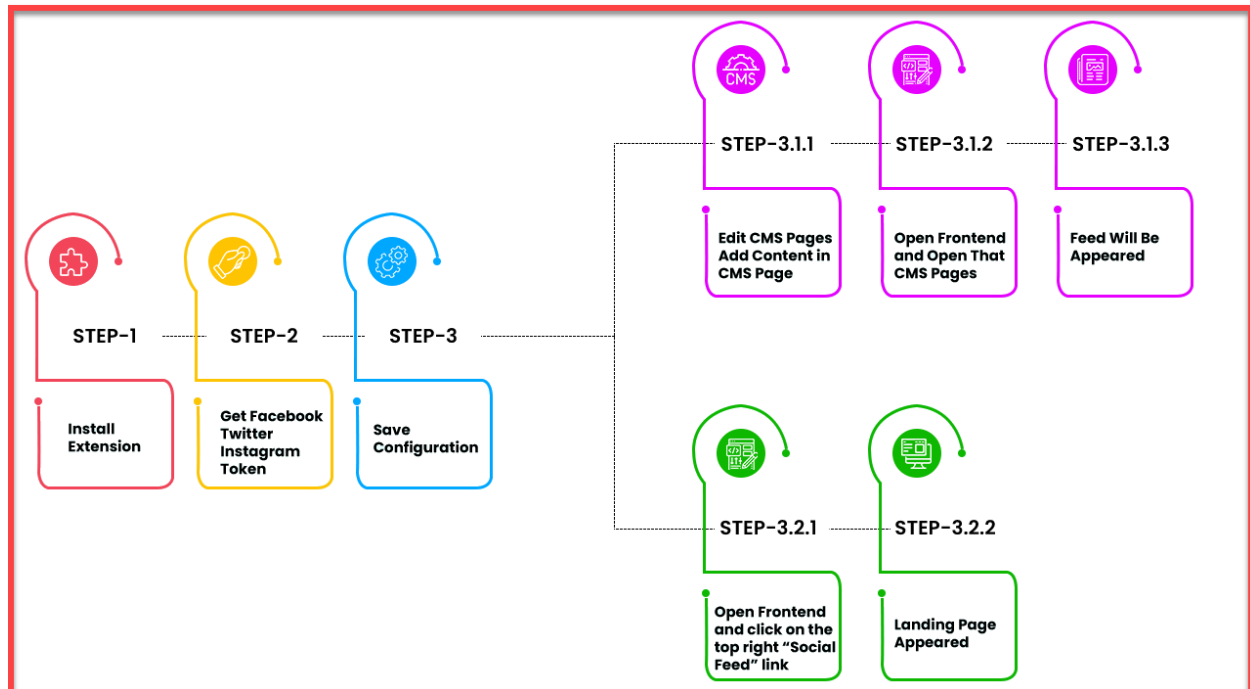 CMS
STEP-3.1.1
STEP-3.1.2
STEP-3.1.3
Edit CMS Pages
Add Content in
CMS Page
Open Frontend
and Open That
CMS Pages
Feed Will Be
Appeared
STEP-1
STEP-2
STEP-3
Install
Extension
Get Facebook
Twitter
Instagram
Token
Save
Configuration
STEP-3.2.1
STEP-3.2.2
Open Frontend
and click on the
top right “Social
Feed” link
Landing Page
Appeared